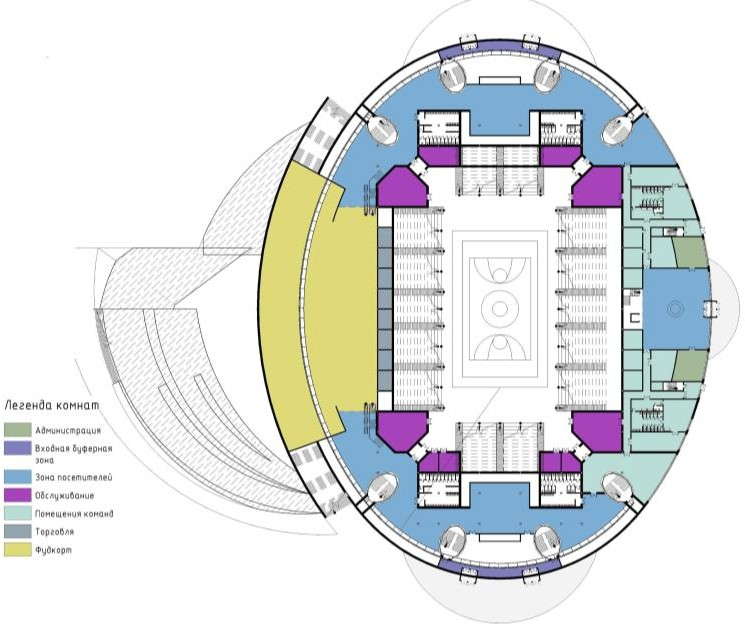 Легенда комнат
Администрация
Входная буферная
зона
Зона посетителей
Обслуживание
Помещения команд
Торговля
Фудкорт